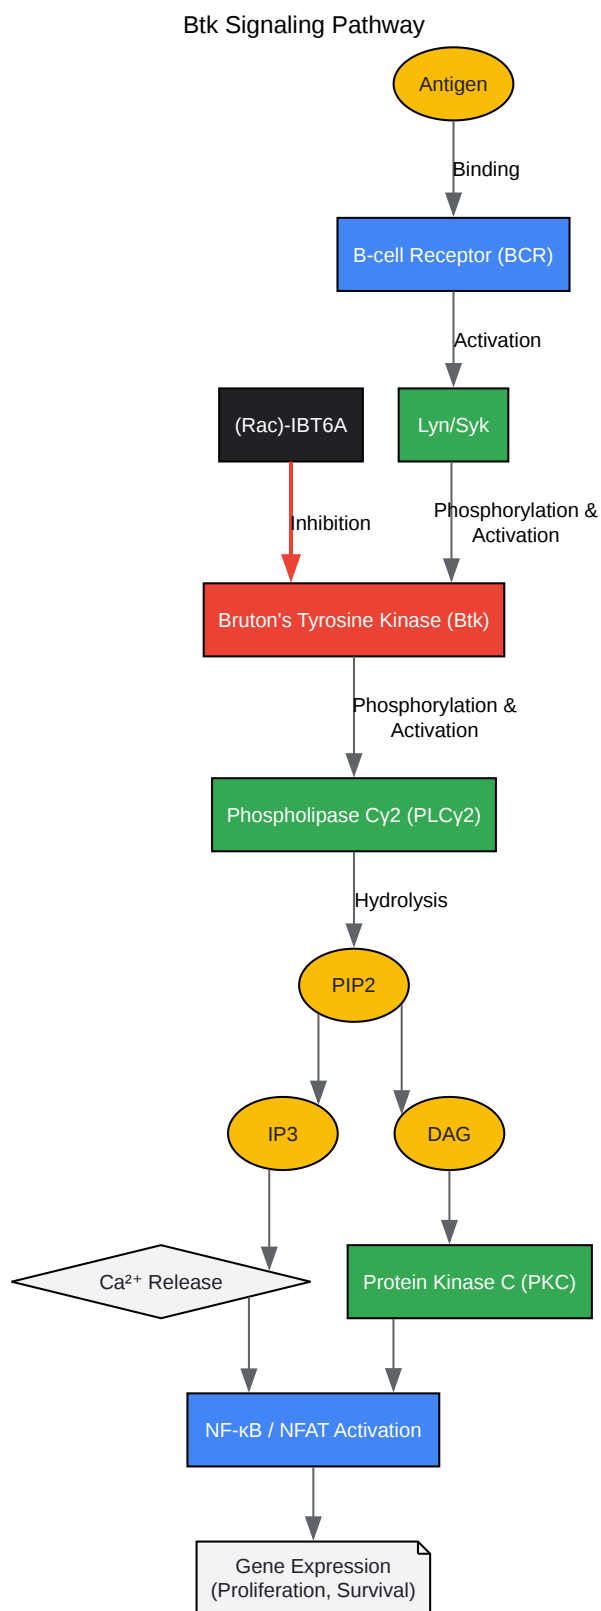 Btk Signaling Pathway
Antigen
Binding
B-cell Receptor (BCR)
Activation
(Rac)-IBT6A
Lyn/Syk
Inhibition
Phosphorylation &
Activation
Bruton's Tyrosine Kinase (Btk)
Phosphorylation &
Activation
Phospholipase Cγ2 (PLCγ2)
Hydrolysis
PIP2
IP3
DAG
Ca²⁺ Release
Protein Kinase C (PKC)
NF-κB / NFAT Activation
Gene Expression
(Proliferation, Survival)